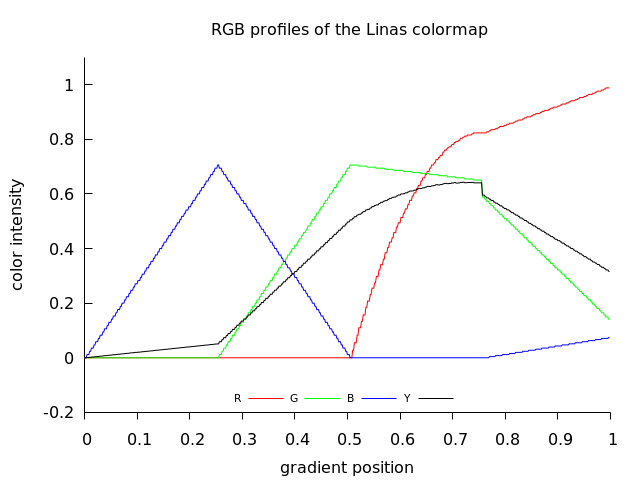 RGB profiles of the Linas colormap
color intensity
1
0.8
0.6
0.4
0.2
0
-0.2
R G B Y
0 0.1 0.2 0.3 0.4 0.5 0.6 0.7 0.8 0.9 1
gradient position